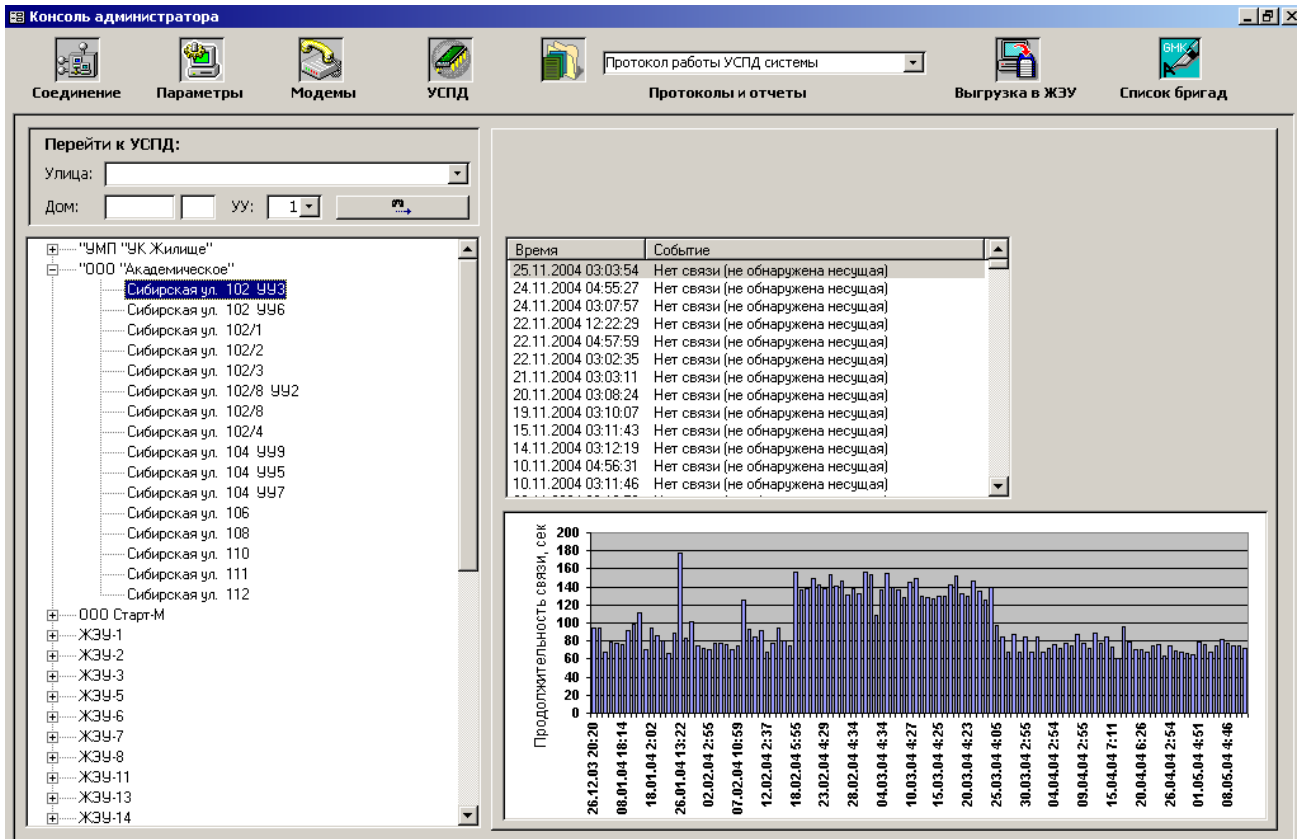 Консоль администратора
Соединение
Параметры
Модемы
УСПД
Протокол работы УСПД системы
Протоколы и отчеты
Выгрузка в ЖЭУ
GMK
Список бригад
Перейти к УСПД:
Улица:
Дом:
УУ: 1
"УМП "УК Жилище"
"ООО "Академическое"
Сибирская ул. 102 УУ3
Сибирская ул. 102 УУ6
Сибирская ул. 102/1
Сибирская ул. 102/2
Сибирская ул. 102/3
Сибирская ул. 102/8 УУ2
Сибирская ул. 102/8
Сибирская ул. 102/4
Сибирская ул. 104 УУ9
Сибирская ул. 104 УУ5
Сибирская ул. 104 УУ7
Сибирская ул. 106
Сибирская ул. 108
Сибирская ул. 110
Сибирская ул. 111
Сибирская ул. 112
ООО Старт-М
ЖЭУ-1
ЖЭУ-2
ЖЭУ-3
ЖЭУ-5
ЖЭУ-6
ЖЭУ-7
ЖЭУ-8
ЖЭУ-11
ЖЭУ-13
ЖЭУ-14
Время Событие
25.11.2004 03:03:54 Нет связи (не обнаружена несущая)
24.11.2004 04:55:27 Нет связи (не обнаружена несущая)
24.11.2004 03:07:57 Нет связи (не обнаружена несущая)
22.11.2004 12:22:29 Нет связи (не обнаружена несущая)
22.11.2004 04:57:59 Нет связи (не обнаружена несущая)
22.11.2004 03:02:35 Нет связи (не обнаружена несущая)
21.11.2004 03:03:11 Нет связи (не обнаружена несущая)
20.11.2004 03:08:24 Нет связи (не обнаружена несущая)
19.11.2004 03:10:07 Нет связи (не обнаружена несущая)
15.11.2004 03:11:43 Нет связи (не обнаружена несущая)
14.11.2004 03:12:19 Нет связи (не обнаружена несущая)
10.11.2004 04:56:31 Нет связи (не обнаружена несущая)
10.11.2004 03:11:46 Нет связи (не обнаружена несущая)
Продолжительность связи, сек
200
180
160
140
120
100
80
60
40
20
0
26.12.03 20:20
08.01.04 18:14
18.01.04 2:02
26.01.04 13:22
02.02.04 2:55
07.02.04 10:59
12.02.04 2:37
18.02.04 5:55
23.02.04 4:29
28.02.04 4:34
04.03.04 4:34
10.03.04 4:27
15.03.04 4:25
20.03.04 4:23
25.03.04 4:05
30.03.04 2:55
04.04.04 2:54
09.04.04 2:55
15.04.04 7:11
20.04.04 6:26
26.04.04 2:54
01.05.04 4:51
08.05.04 4:46